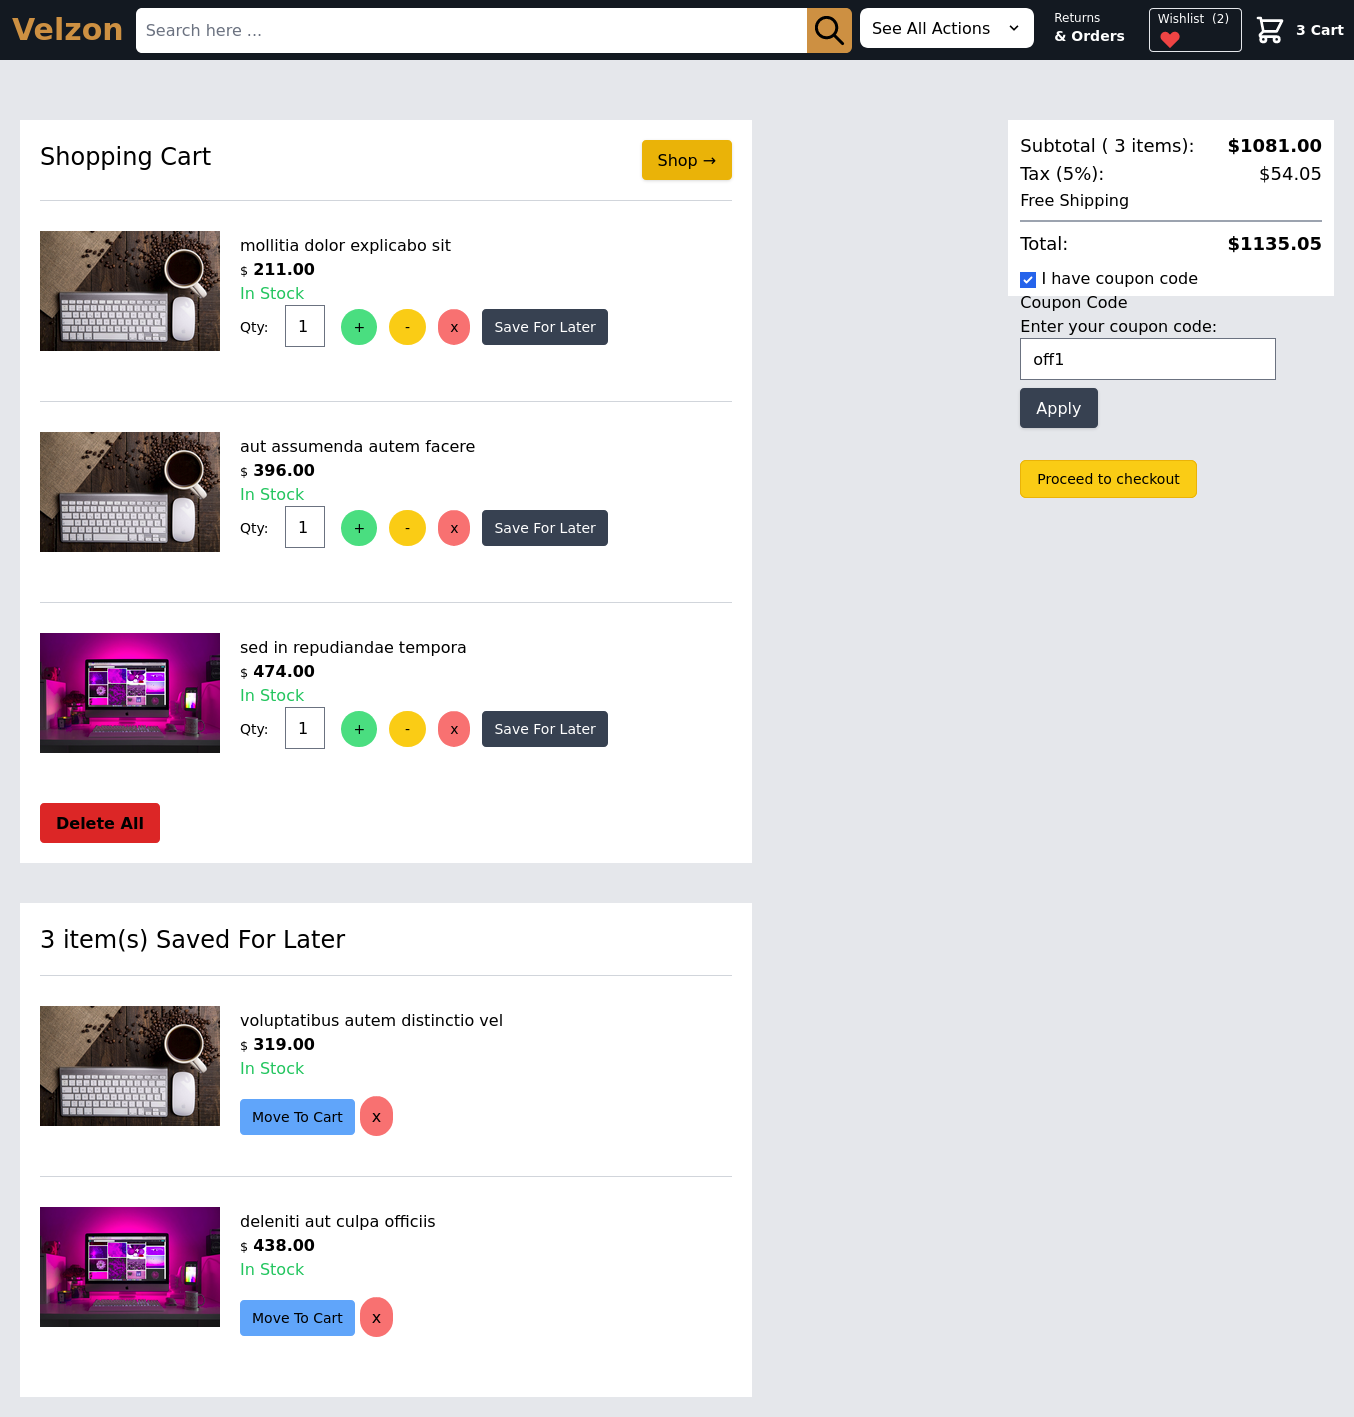 Velzon
Search here ...
See All Actions
Returns
& Orders
Wishlist (2)
3 Cart
Shopping Cart
Shop →
mollitia dolor explicabo sit
$ 211.00
In Stock
Qty: 1 + - x Save For Later
aut assumenda autem facere
$ 396.00
In Stock
Qty: 1 + - x Save For Later
sed in repudiandae tempora
$ 474.00
In Stock
Qty: 1 + - x Save For Later
Delete All
Subtotal ( 3 items): $1081.00
Tax (5%): $54.05
Free Shipping
Total: $1135.05
I have coupon code
Coupon Code
Enter your coupon code:
off1
Apply
Proceed to checkout
3 item(s) Saved For Later
voluptatibus autem distinctio vel
$ 319.00
In Stock
Move To Cart x
deleniti aut culpa officiis
$ 438.00
In Stock
Move To Cart x